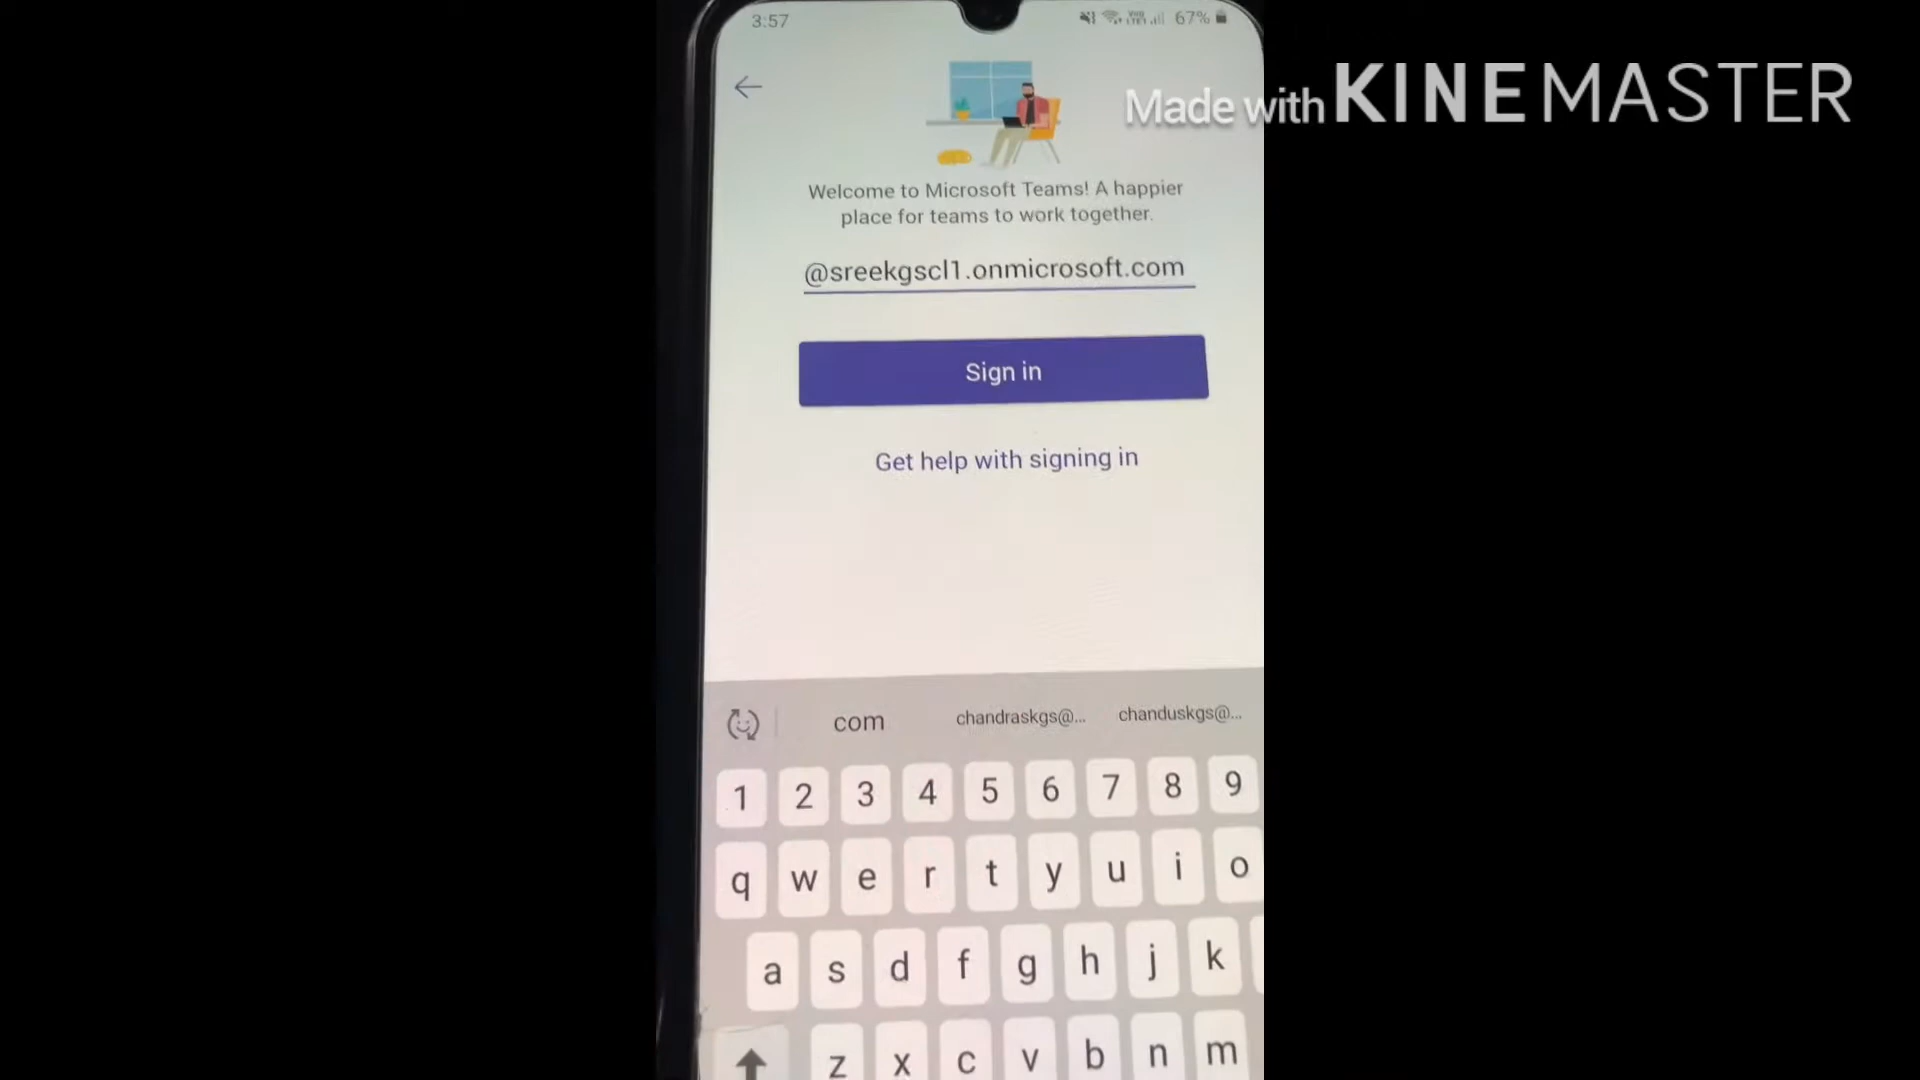 3:57
67%
Made with KINEMASTER
Welcome to Microsoft Teams! A happier
place for teams to work together.
@sreekgscl1.onmicrosoft.com
Sign in
Get help with signing in
com chandraskgs@... chanduskgs@...
1 2 3 4 5 6 7 8 9
q w e r t y u i o
a s d f g h j k
z x c v b n m